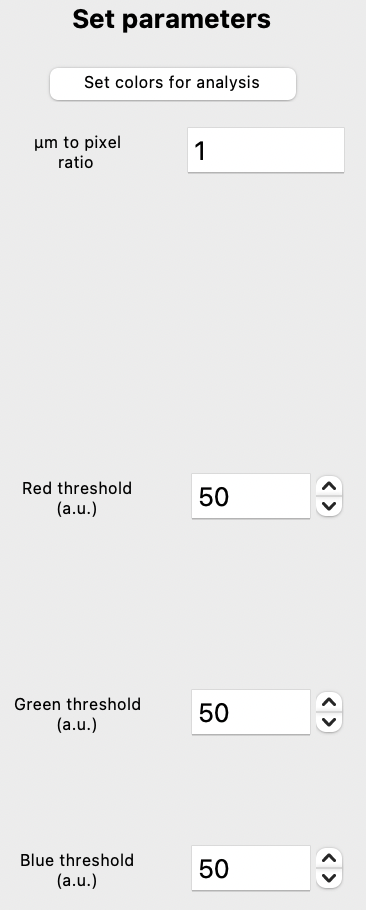 Set parameters
Set colors for analysis
µm to pixel
ratio
1
Red threshold
(a.u.)
50
Green threshold
(a.u.)
50
Blue threshold
(a.u.)
50